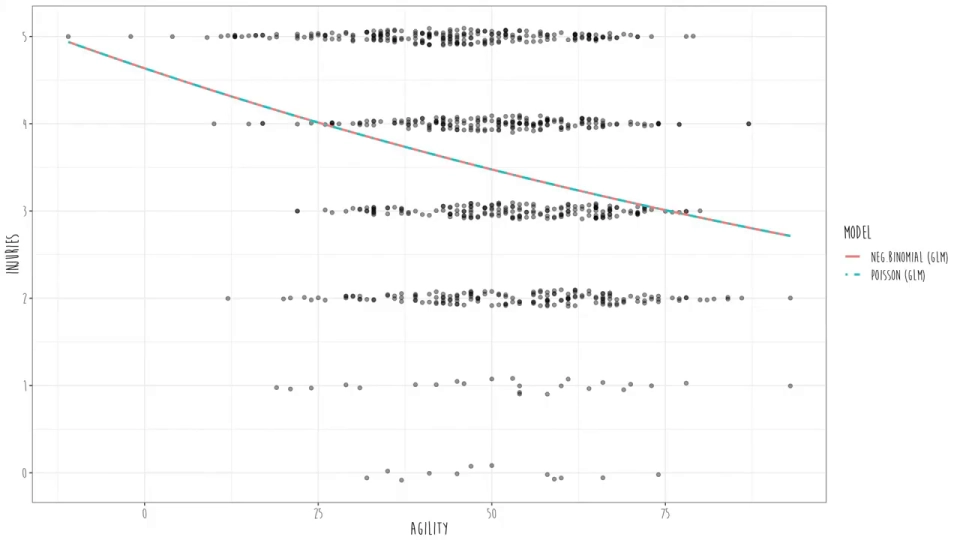 5
4
3
2
1
0
INJURIES
0 25 50 75
AGILITY
MODEL
NEG.BINOMIAL (GLM)
POISSON (GLM)